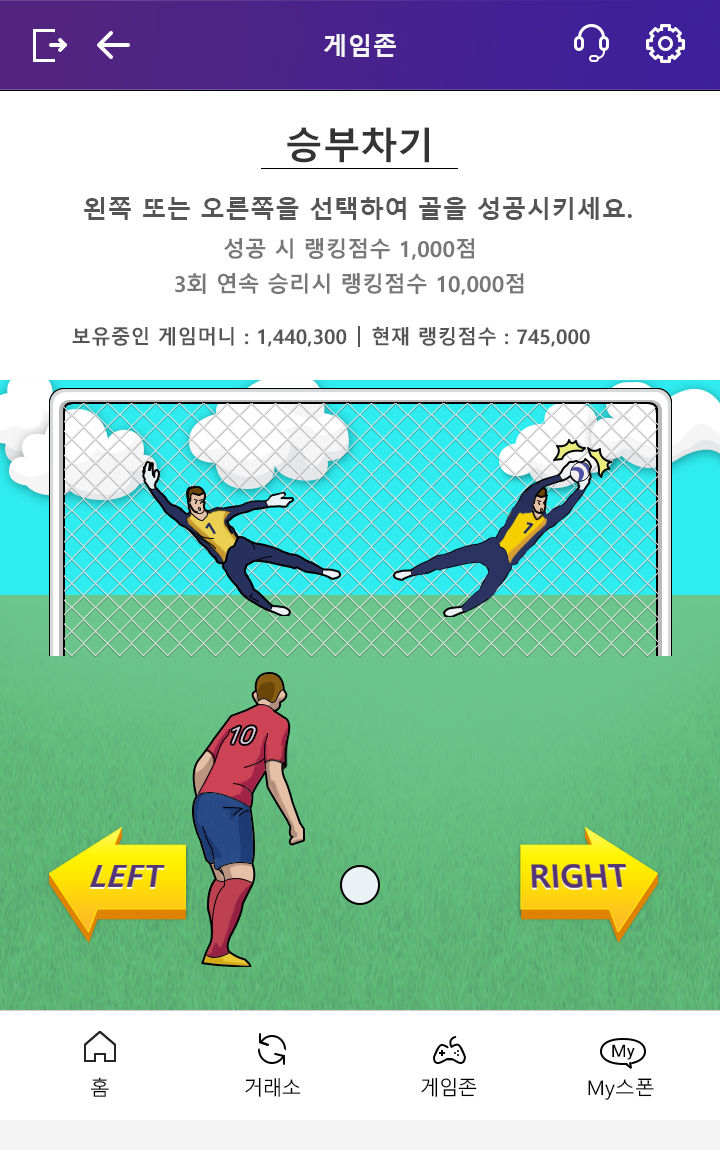 게임존
승부차기
왼쪽 또는 오른쪽을 선택하여 골을 성공시키세요.
성공 시 랭킹점수 1,000점
3회 연속 승리시 랭킹점수 10,000점
보유중인 게임머니 : 1,440,300 | 현재 랭킹점수 : 745,000
1
1
10
LEFT
RIGHT
My
홈 거래소 게임존 My스폰